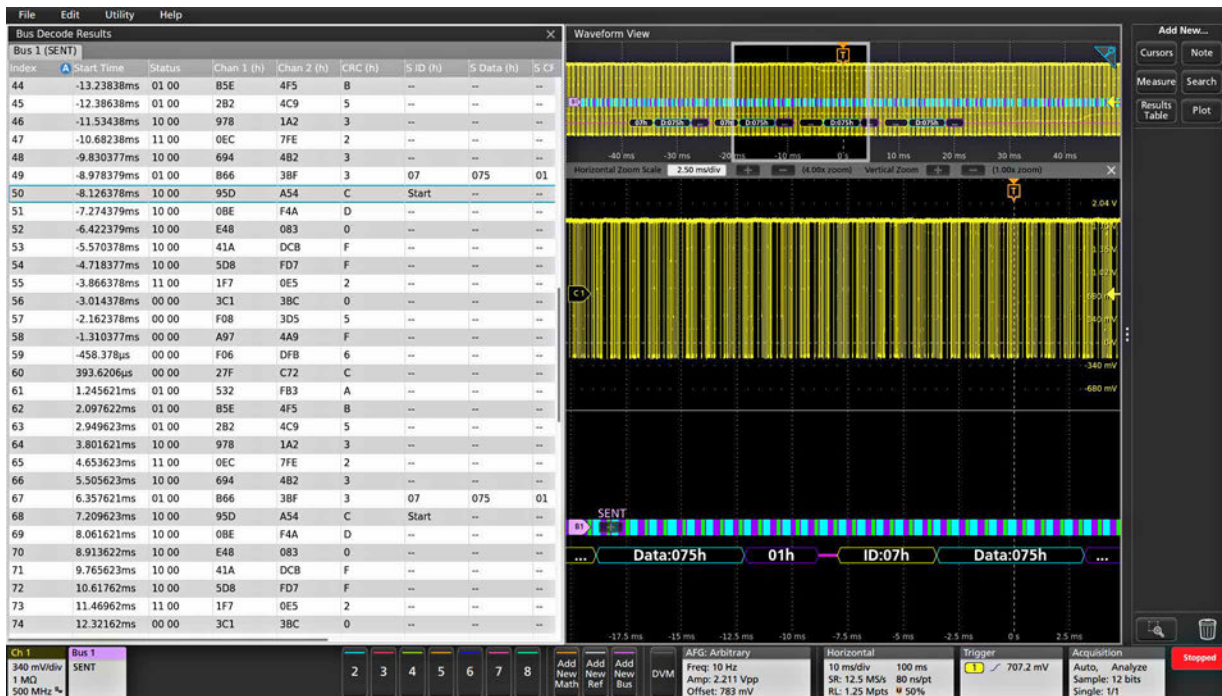 File Edit Utility Help
Bus Decode Results
Bus 1 (SENT)
Index Start Time Status Chan 1 (h) Chan 2 (h) CRC (h) S ID (h) S Data (h)
44 -13.23838ms 01 00 B5E 4F5 B -- -- --
45 -12.38638ms 01 00 2B2 4C9 5 -- -- --
46 -11.53438ms 10 00 978 1A2 3 -- -- --
47 -10.68238ms 11 00 0EC 7FE 2 -- -- --
48 -9.830377ms 10 00 694 4B2 3 -- -- --
49 -8.978379ms 01 00 B66 3BF 3 07 075 01
50 -8.126378ms 10 00 95D A54 C Start -- --
51 -7.274379ms 10 00 0BE F4A D -- -- --
52 -6.422379ms 10 00 E48 083 0 -- -- --
53 -5.570378ms 10 00 41A DCB F -- -- --
54 -4.718377ms 10 00 5D8 FD7 F -- -- --
55 -3.866378ms 11 00 1F7 0E5 2 -- -- --
56 -3.014378ms 00 00 3C1 3BC 0 -- -- --
57 -2.162378ms 00 00 F08 3D5 5 -- -- --
58 -1.310377ms 00 00 A97 4A9 F -- -- --
59 -458.378µs 00 00 F06 DFB 6 -- -- --
60 393.6206µs 00 00 27F C72 C -- -- --
61 1.245621ms 01 00 532 FB3 A -- -- --
62 2.097622ms 01 00 B5E 4F5 B -- -- --
63 2.949623ms 01 00 2B2 4C9 5 -- -- --
64 3.801621ms 10 00 978 1A2 3 -- -- --
65 4.653623ms 11 00 0EC 7FE 2 -- -- --
66 5.505623ms 10 00 694 4B2 3 -- -- --
67 6.357621ms 01 00 B66 3BF 3 07 075 01
68 7.209623ms 10 00 95D A54 C Start -- --
69 8.061621ms 10 00 0BE F4A D -- -- --
70 8.913622ms 10 00 E48 083 0 -- -- --
71 9.765623ms 10 00 41A DCB F -- -- --
72 10.61762ms 10 00 5D8 FD7 F -- -- --
73 11.46962ms 11 00 1F7 0E5 2 -- -- --
74 12.32162ms 00 00 3C1 3BC 0 -- -- --
Waveform View
T
07h D:075h ... 07h D:075h ... ... D:075h ... ... D:075h ...
-40 ms -30 ms -20 ms -10 ms 0 s 10 ms 20 ms 30 ms 40 ms
Horizontal Zoom Scale 2.50 ms/div (4.00x zoom) Vertical Zoom (1.00x zoom)
T
2.04 V
C1
-340 mV
-680 mV
SENT
B1
... Data:075h 01h ID:07h Data:075h ...
-17.5 ms -15 ms -12.5 ms -10 ms -7.5 ms -5 ms -2.5 ms 0 s 2.5 ms
Add New...
Cursors Note
Measure Search
Results Table Plot
Ch 1
340 mV/div
1 MΩ
500 MHz
Bus 1
SENT
2 3 4 5 6 7 8
Add New Math
Add New Ref
Add New Bus
DVM
AFG: Arbitrary
Freq: 10 Hz
Amp: 2.211 Vpp
Offset: 783 mV
Horizontal
10 ms/div 100 ms
SR: 12.5 MS/s 80 ns/pt
RL: 1.25 Mpts 50%
Trigger
1 707.2 mV
Acquisition
Auto, Analyze
Sample: 12 bits
Single: 1/1
Stopped